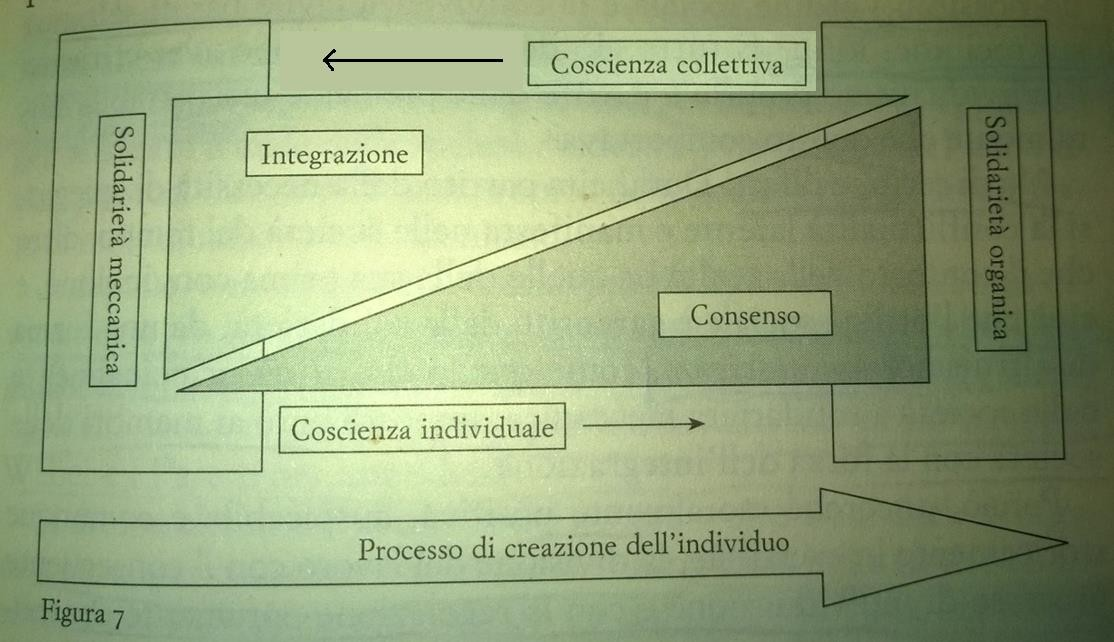 Coscienza collettiva
Integrazione
Solidarietà meccanica
Solidarietà organica
Consenso
Coscienza individuale
Processo di creazione dell'individuo
Figura 7